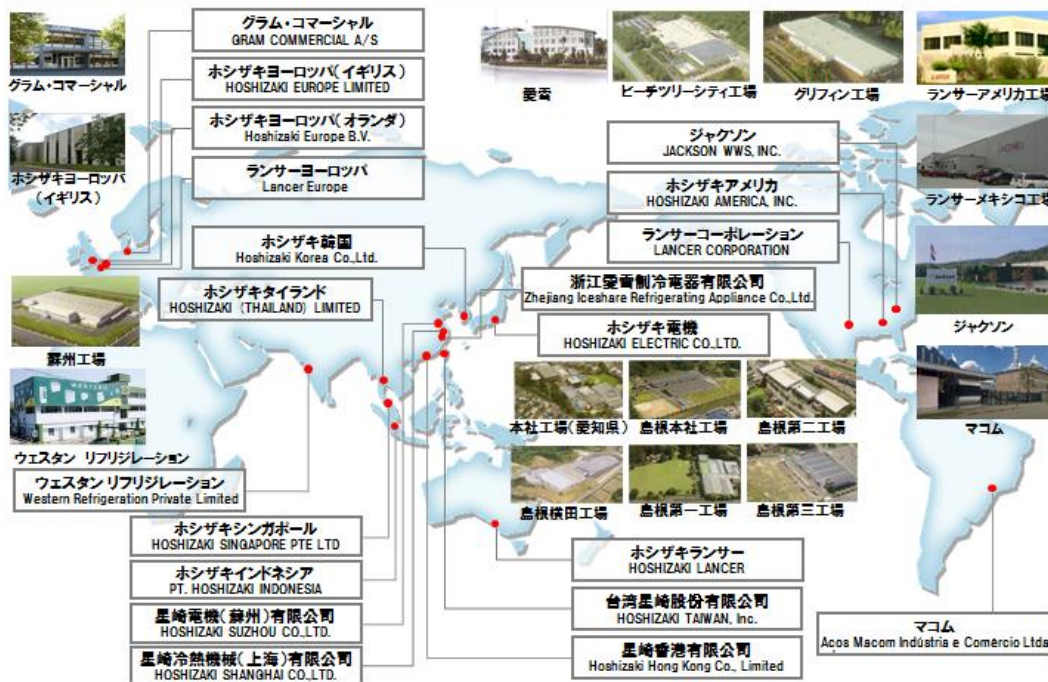 グラム・コマーシャル
GRAM COMMERCIAL A/S
グラム・コマーシャル
ホシザキヨーロッパ(イギリス)
HOSHIZAKI EUROPE LIMITED
ホシザキヨーロッパ(オランダ)
Hoshizaki Europe B.V.
ランサーヨーロッパ
Lancer Europe
ホシザキヨーロッパ
(イギリス)
愛雪
ピーチツリーシティ工場
グリフィン工場
ランサーアメリカ工場
ジャクソン
JACKSON WWS, INC.
ホシザキアメリカ
HOSHIZAKI AMERICA, INC.
ランサーコーポレーション
LANCER CORPORATION
ランサーメキシコ工場
ホシザキ韓国
Hoshizaki Korea Co.,Ltd.
ホシザキタイランド
HOSHIZAKI (THAILAND) LIMITED
浙江愛雪制冷電器有限公司
Zhejiang Iceshare Refrigerating Appliance Co.,Ltd.
ホシザキ電機
HOSHIZAKI ELECTRIC CO.,LTD.
ジャクソン
蘇州工場
WESTERN
ウェスタン リフリジレーション
ウェスタン リフリジレーション
Western Refrigeration Private Limited
本社工場(愛知県)
島根本社工場
島根第二工場
マコム
島根横田工場
島根第一工場
島根第三工場
ホシザキシンガポール
HOSHIZAKI SINGAPORE PTE LTD
ホシザキインドネシア
PT. HOSHIZAKI INDONESIA
星崎電機(蘇州)有限公司
HOSHIZAKI SUZHOU CO.,LTD.
星崎冷熱機械(上海)有限公司
HOSHIZAKI SHANGHAI CO.,LTD.
ホシザキランサー
HOSHIZAKI LANCER
台湾星崎股份有限公司
HOSHIZAKI TAIWAN, Inc.
星崎香港有限公司
Hoshizaki Hong Kong Co., Limited
マコム
Aços Macom Indústria e Comércio Ltda